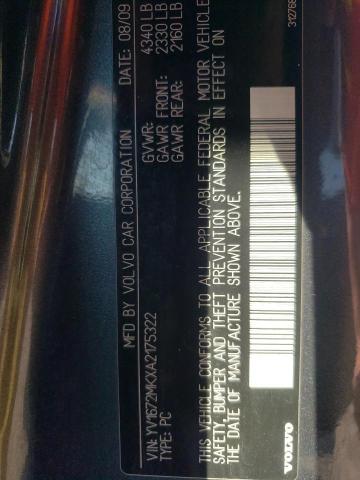 MFD BY VOLVO CAR CORPORATION DATE: 08/09
GVWR: 4340 LB
GAWR FRONT: 2330 LB
GAWR REAR: 2160 LB
VIN: YV1672MKXA2175322
TYPE: PC
THIS VEHICLE CONFORMS TO ALL APPLICABLE FEDERAL MOTOR VEHICLE
SAFETY, BUMPER AND THEFT PREVENTION STANDARDS IN EFFECT ON
THE DATE OF MANUFACTURE SHOWN ABOVE.
VOLVO